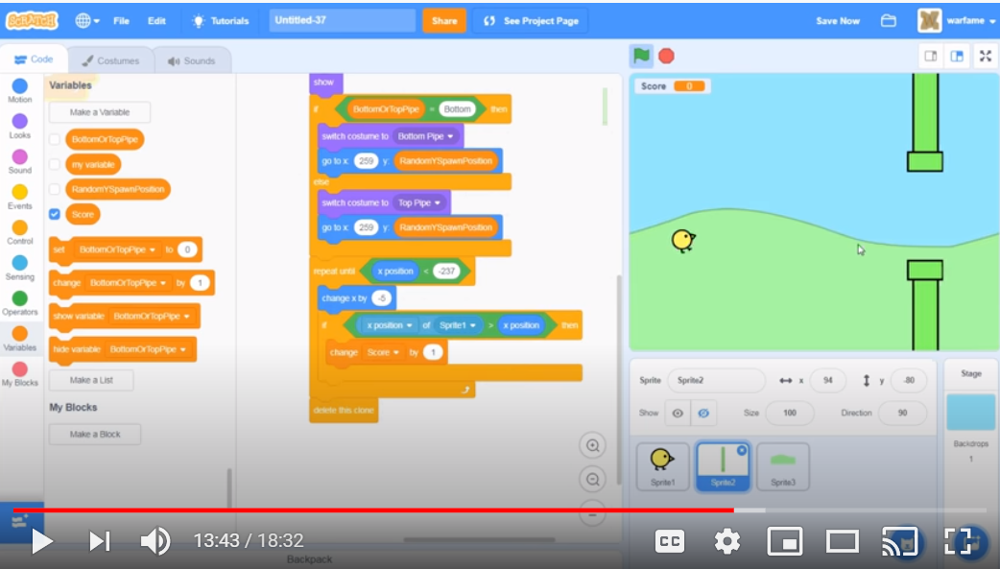 SCRATCH File Edit Tutorials Untitled-37 Share See Project Page Save Now warfame
Code Costumes Sounds
Motion
Looks
Sound
Events
Control
Sensing
Operators
Variables
My Blocks
Variables
Make a Variable
BottomOrTopPipe
my variable
RandomYSpawnPosition
Score
set BottomOrTopPipe to 0
change BottomOrTopPipe by 1
show variable BottomOrTopPipe
hide variable BottomOrTopPipe
Make a List
My Blocks
Make a Block
show
if BottomOrTopPipe = Bottom then
switch costume to Bottom Pipe
go to x: 259 y: RandomYSpawnPosition
else
switch costume to Top Pipe
go to x: 259 y: RandomYSpawnPosition
repeat until x position < -237
change x by -5
if x position of Sprite1 > x position then
change Score by 1
delete this clone
Score 0
Sprite Sprite2 x 94 y -80
Show Size 100 Direction 90
Sprite1 Sprite2 Sprite3
Stage
Backdrops
1
13:43 / 18:32 CC
Backpack